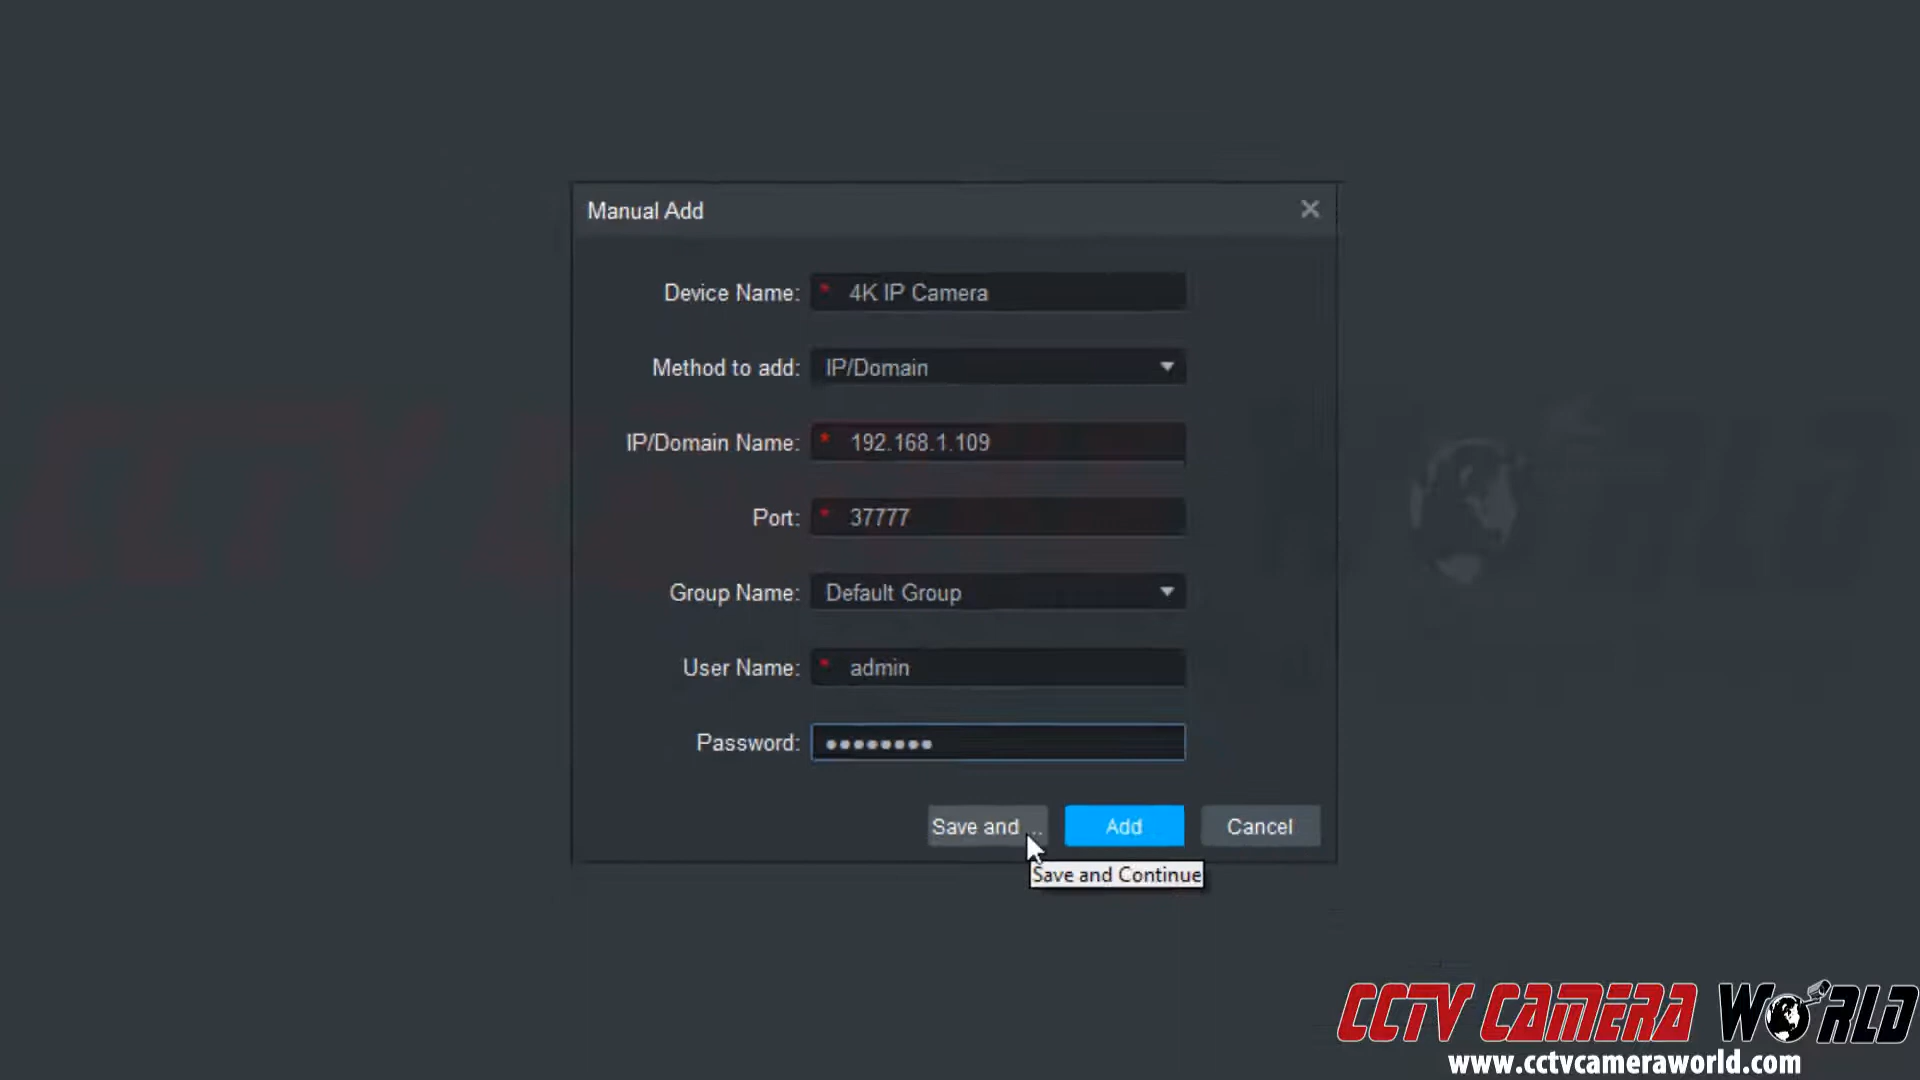 Manual Add
Device Name: * 4K IP Camera
Method to add: IP/Domain
IP/Domain Name: * 192.168.1.109
Port: * 37777
Group Name: Default Group
User Name: * admin
Password: ●●●●●●●●
Save and ... Add Cancel
Save and Continue
CCTV CAMERA WORLD
www.cctvcameraworld.com